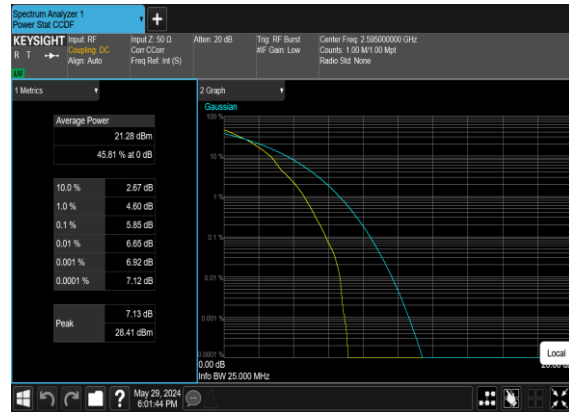 Spectrum Analyzer 1
Power Stat CCDF
KEYSIGHT
R T
LXI
Input: RF
Coupling: DC
Align: Auto
Input Z: 50 Ω
Corr CCorr
Freq Ref: Int (S)
Atten: 20 dB
Trig: RF Burst
#IF Gain: Low
Center Freq: 2.595000000 GHz
Counts: 1.00 M/1.00 Mpt
Radio Std: None
1 Metrics
Average Power
21.28 dBm
45.81 % at 0 dB
10.0 % 2.67 dB
1.0 % 4.60 dB
0.1 % 5.85 dB
0.01 % 6.65 dB
0.001 % 6.92 dB
0.0001 % 7.12 dB
Peak 7.13 dB
28.41 dBm
2 Graph
Gaussian
100 %
10 %
1 %
0.1 %
0.01 %
0.001 %
0.0001 %
0.00 dB
Info BW 25.000 MHz
Local
?
May 29, 2024
6:01:44 PM